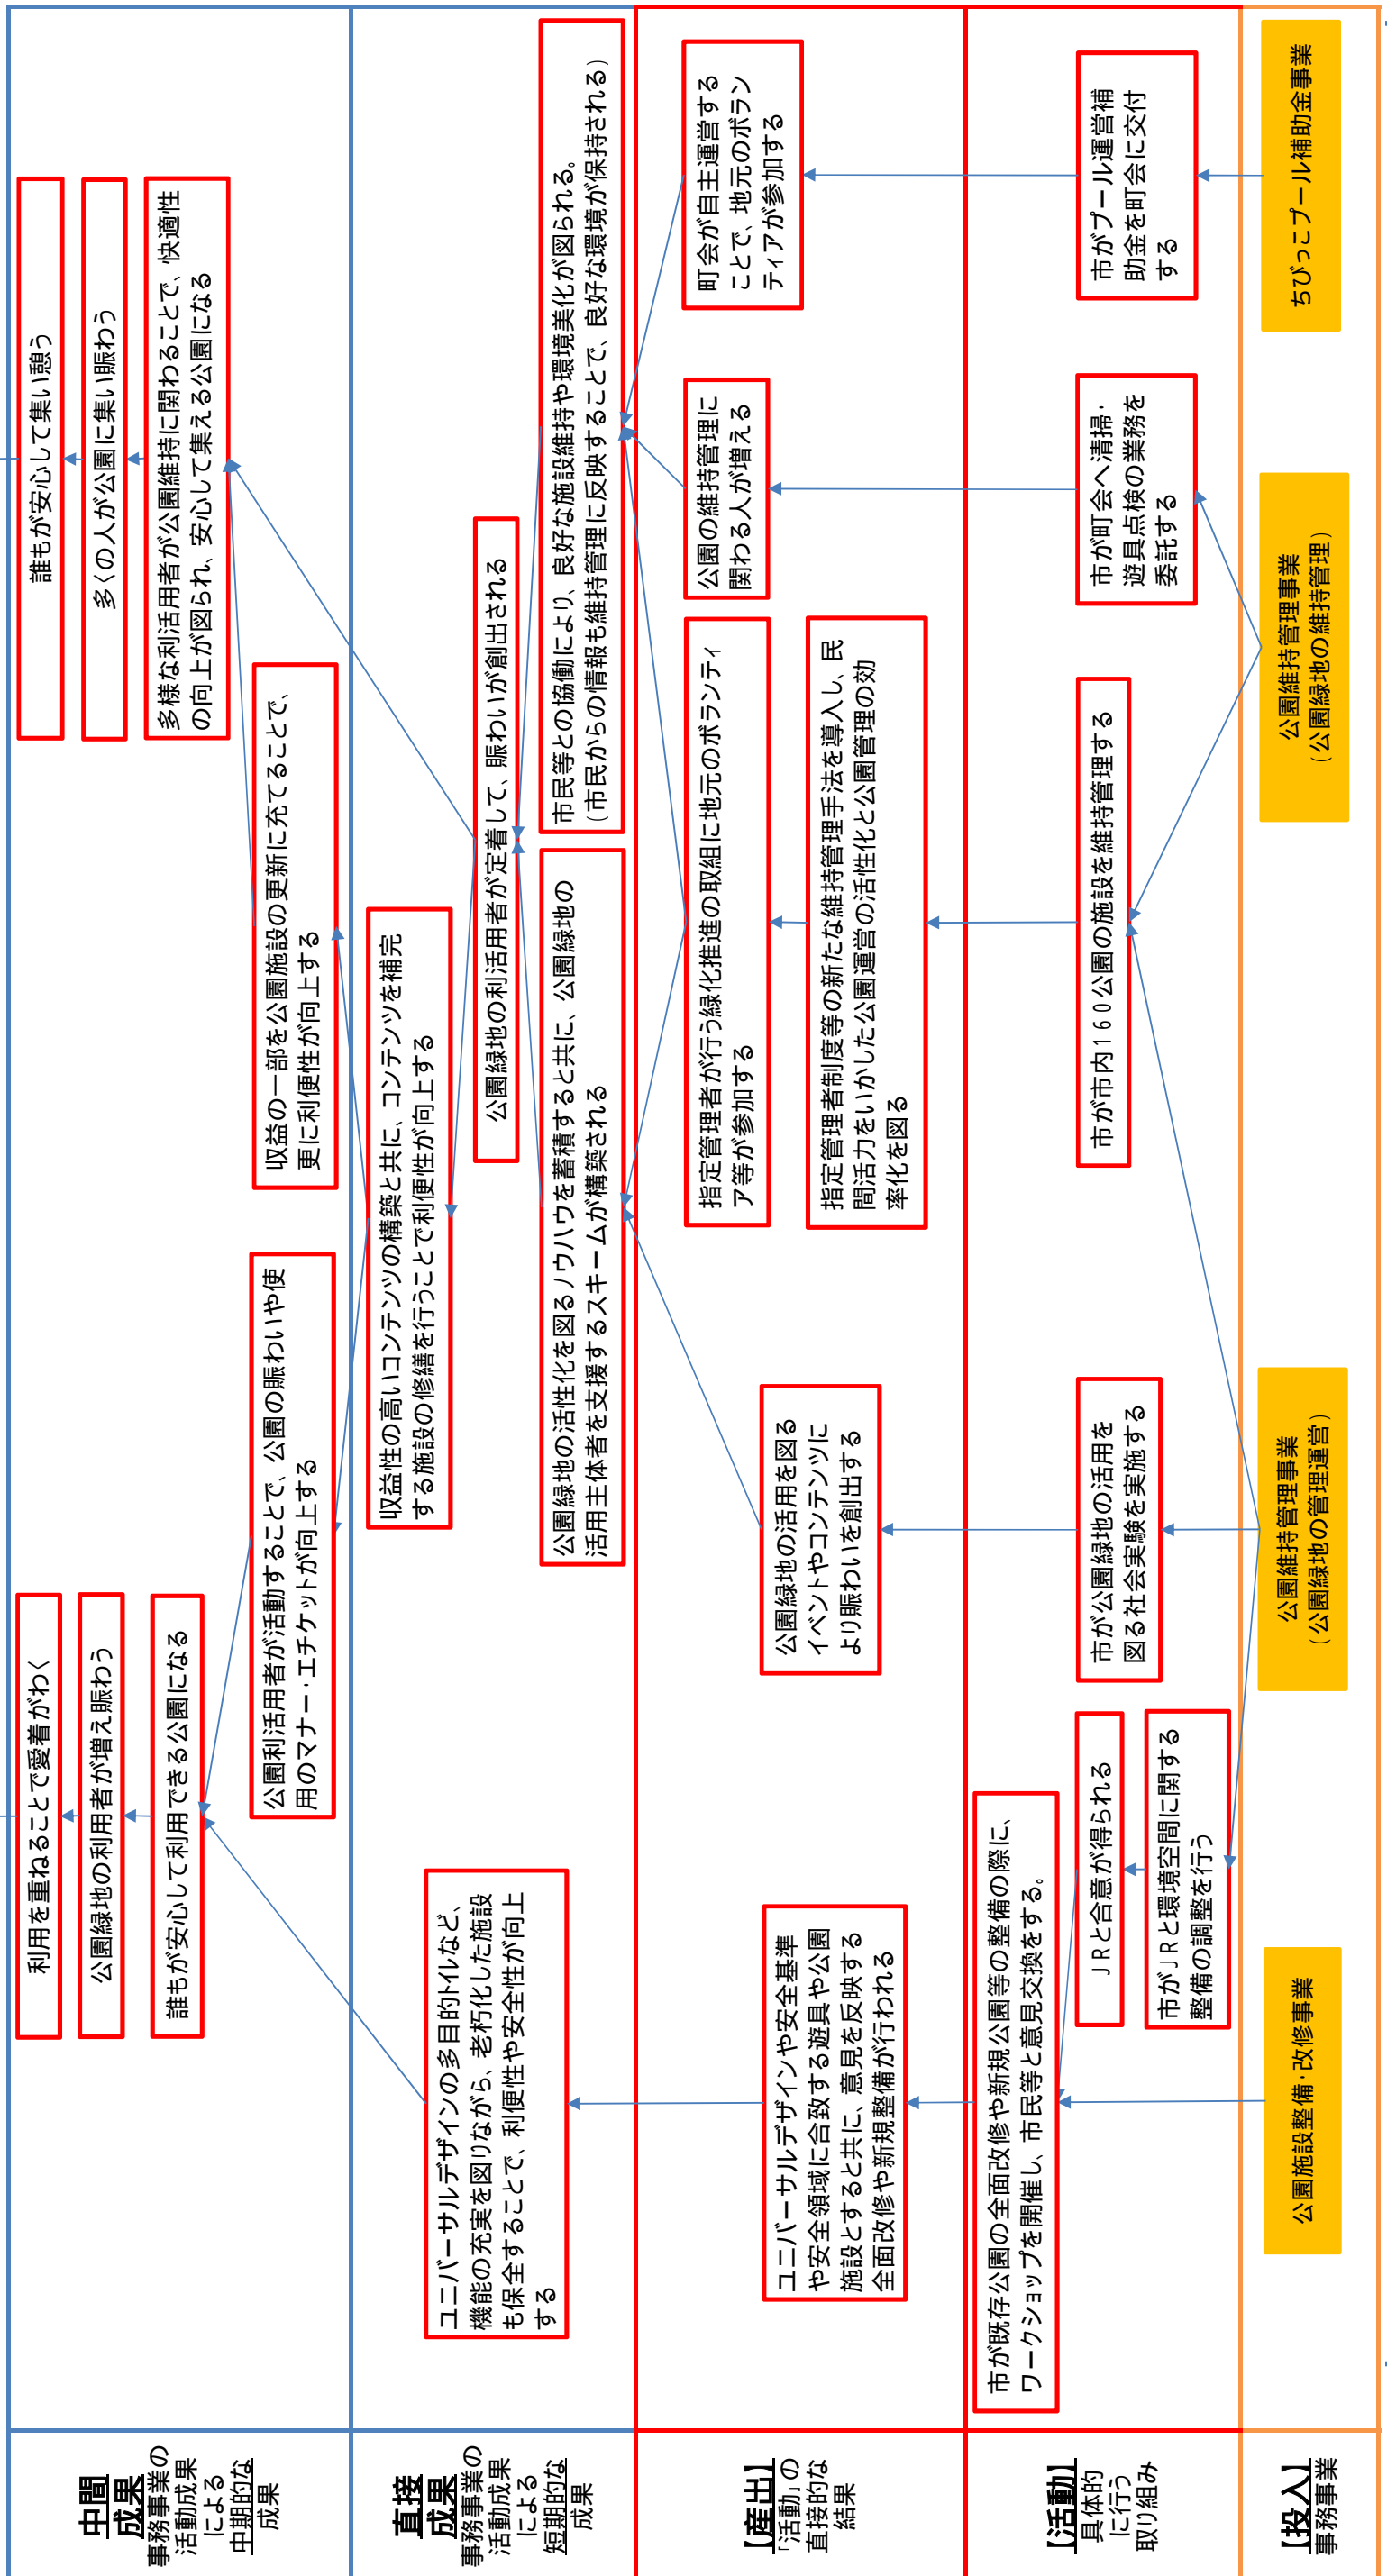 中間
成果
事務事業の
活動成果
による
中期的な
成果
利用を重ねることで愛着がわく
公園緑地の利用者が増え賑わう
誰もが安心して利用できる公園になる
公園利活用者が活動することで、公園の賑わいや使
用のマナー・エチケットが向上する
誰もが安心して集い憩う
多くの人が公園に集い賑わう
多様な利活用者が公園維持に関わることで、快適性
の向上が図られ、安心して集える公園になる
収益の一部を公園施設の更新に充てることで、
更に利便性が向上する
直接
成果
事務事業の
活動成果
による
短期的な
成果
ユニバーサルデザインの多目的トイレなど、
機能の充実を図りながら、老朽化した施設
も保全することで、利便性や安全性が向上
する
収益性の高いコンテンツの構築と共に、コンテンツを補完
する施設の修繕を行うことで利便性が向上する
公園緑地の利活用者が定着して、賑わいが創出される
公園緑地の活性化を図るノウハウを蓄積すると共に、公園緑地の
活用主体者を支援するスキームが構築される
市民等との協働により、良好な施設維持や環境美化が図られる。
(市民からの情報も維持管理に反映することで、良好な環境が保持される)
【産出】
「活動」の
直接的な
結果
ユニバーサルデザインや安全基準
や安全領域に合致する遊具や公園
施設とすると共に、意見を反映する
全面改修や新規整備が行われる
公園緑地の活用を図る
イベントやコンテンツに
より賑わいを創出する
指定管理者が行う緑化推進の取組に地元のボランティ
ア等が参加する
指定管理者制度等の新たな維持管理手法を導入し、民
間活力をいかした公園運営の活性化と公園管理の効
率化を図る
公園の維持管理に
関わる人が増える
町会が自主運営する
ことで、地元のボラン
ティアが参加する
【活動】
具体的
に行う
取り組み
市が既存公園の全面改修や新規公園等の整備の際に、
ワークショップを開催し、市民等と意見交換をする。
JRと合意が得られる
市がJRと環境空間に関する
整備の調整を行う
市が公園緑地の活用を
図る社会実験を実施する
市が市内160公園の施設を維持管理する
市が町会へ清掃・
遊具点検の業務を
委託する
市がプール運営補
助金を町会に交付
する
【投入】
事務事業
公園施設整備・改修事業
公園維持管理事業
(公園緑地の管理運営)
公園維持管理事業
(公園緑地の維持管理)
ちびっこプール補助金事業